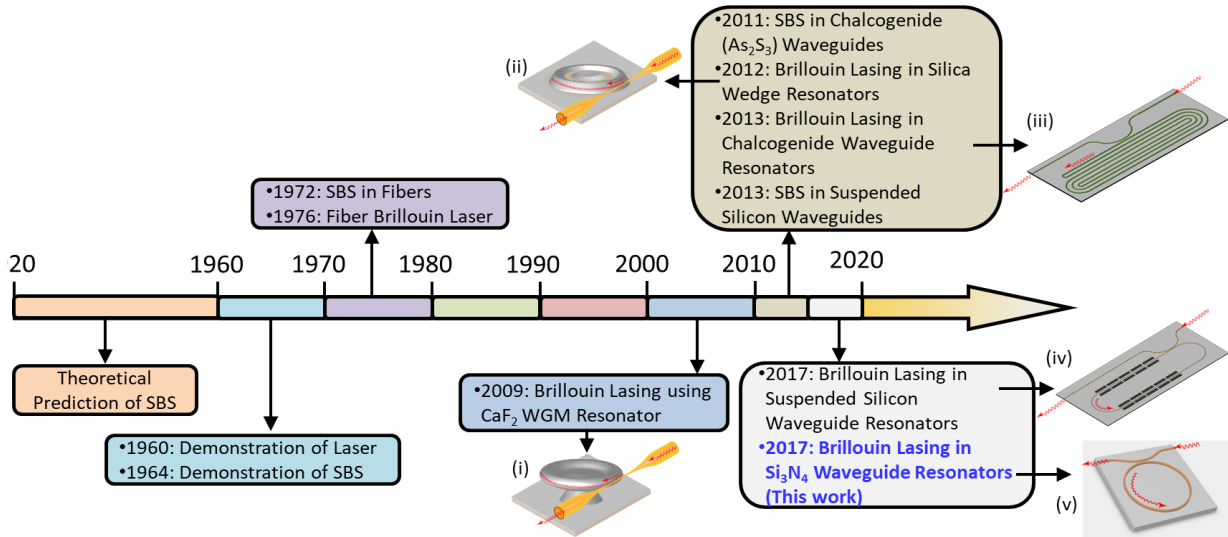 •2011: SBS in Chalcogenide
(As₂S₃) Waveguides
•2012: Brillouin Lasing in Silica
Wedge Resonators
•2013: Brillouin Lasing in
Chalcogenide Waveguide
Resonators
•2013: SBS in Suspended
Silicon Waveguides
(ii)
(iii)
•1972: SBS in Fibers
•1976: Fiber Brillouin Laser
20
1960
1970
1980
1990
2000
2010
2020
Theoretical
Prediction of SBS
•1960: Demonstration of Laser
•1964: Demonstration of SBS
•2009: Brillouin Lasing using
CaF₂ WGM Resonator
(i)
•2017: Brillouin Lasing in
Suspended Silicon
Waveguide Resonators
•2017: Brillouin Lasing in
Si₃N₄ Waveguide Resonators
(This work)
(iv)
(v)